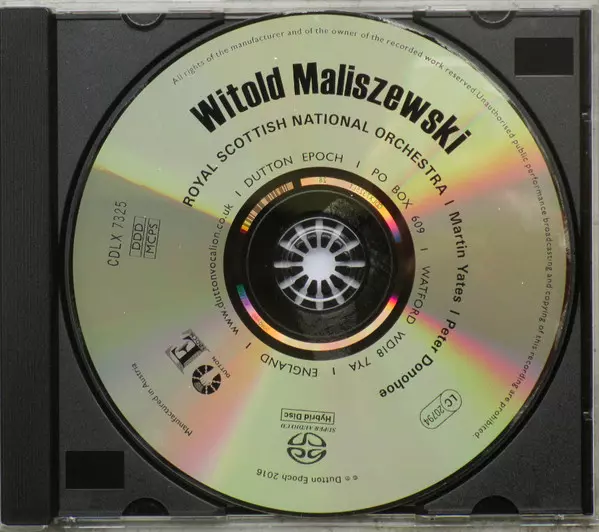 All rights of the manufacturer and of the owner of the recorded work reserved. Unauthorised public performance broadcasting and copying of this recording are prohibited.
Witold Maliszewski
ROYAL SCOTTISH NATIONAL ORCHESTRA I Martin Yates I Peter Donohoe
I DUTTON EPOCH I PO BOX 609 I WATFORD WD18 7YA I ENGLAND I www.duttonvocalion.co.uk
CDLX 7325
DDD
MCPS
E
DUTTON
Manufactured in Austria
LC
20794
SUPER AUDIO CD
Hybrid Disc
℗ © Dutton Epoch 2016